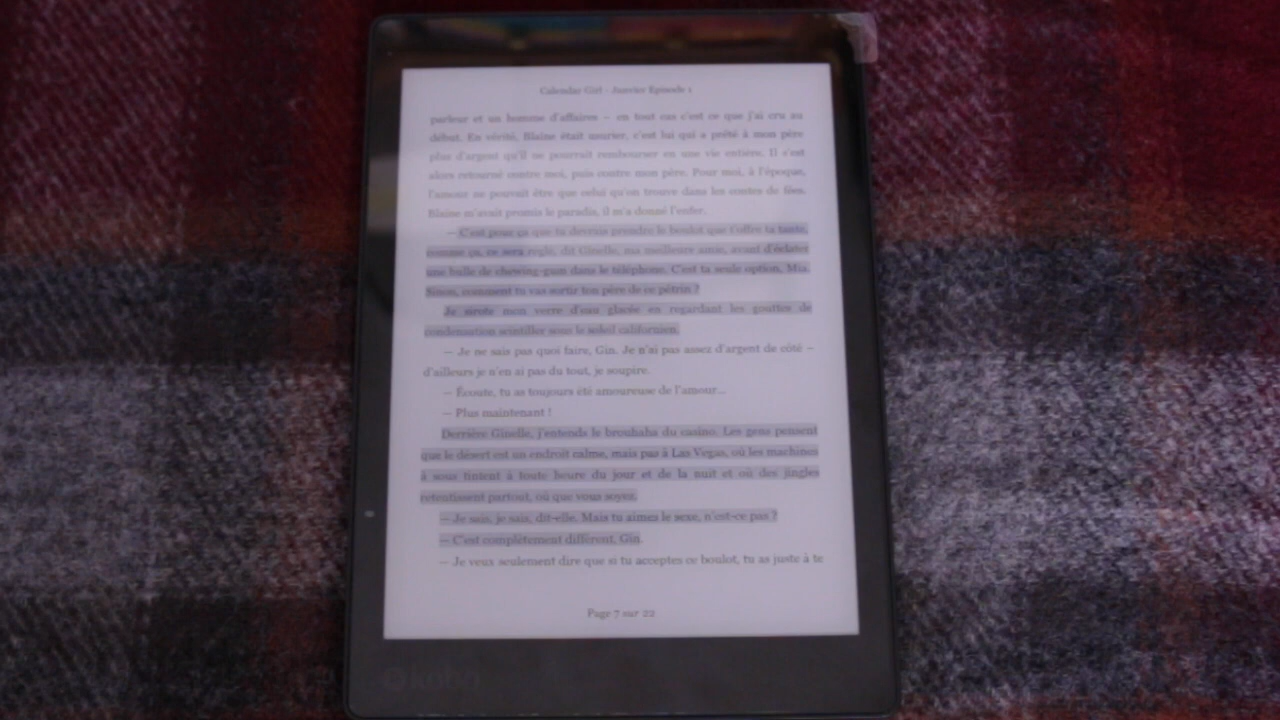 Calendar Girl - Janvier Episode 1
parleur et un homme d'affaires – en tout cas c'est ce que j'ai cru au
début. En vérité, Blaine était usurier, c'est lui qui a prêté à mon père
plus d'argent qu'il ne pourrait rembourser en une vie entière. Il s'est
alors retourné contre moi, puis contre mon père. Pour moi, à l'époque,
l'amour ne pouvait être que celui qu'on trouve dans les contes de fées.
Blaine m'avait promis le paradis, il m'a donné l'enfer.
– C'est pour ça que tu devrais prendre le boulot que t'offre ta tante,
comme ça, ce sera réglé, dit Ginelle, ma meilleure amie, avant d'éclater
une bulle de chewing-gum dans le téléphone. C'est ta seule option, Mia.
Sinon, comment tu vas sortir ton père de ce pétrin ?
Je sirote mon verre d'eau glacée en regardant les gouttes de
condensation scintiller sous le soleil californien.
– Je ne sais pas quoi faire, Gin. Je n'ai pas assez d'argent de côté –
d'ailleurs je n'en ai pas du tout, je soupire.
– Écoute, tu as toujours été amoureuse de l'amour...
– Plus maintenant !
Derrière Ginelle, j'entends le brouhaha du casino. Les gens pensent
que le désert est un endroit calme, mais pas à Las Vegas, où les machines
à sous tintent à toute heure du jour et de la nuit et où des jingles
retentissent partout, où que vous soyez.
– Je sais, je sais, dit-elle. Mais tu aimes le sexe, n'est-ce pas ?
– C'est complètement différent, Gin.
– Je veux seulement dire que si tu acceptes ce boulot, tu as juste à te
Page 7 sur 22
kobo